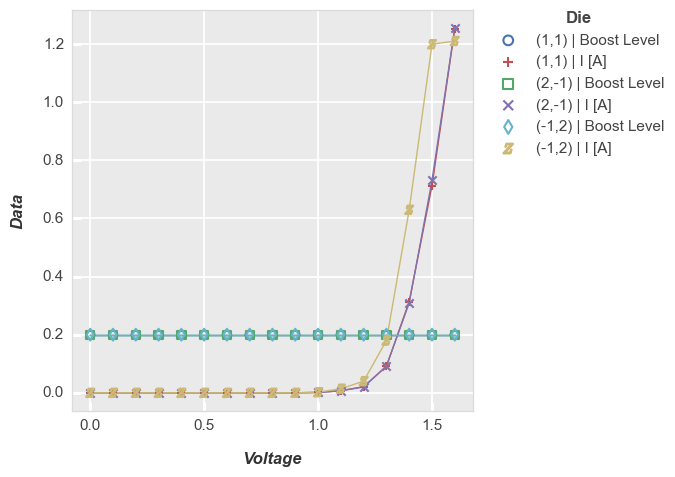 Die
(1,1) | Boost Level
(1,1) | I [A]
(2,-1) | Boost Level
(2,-1) | I [A]
(-1,2) | Boost Level
(-1,2) | I [A]
1.2
1.0
0.8
0.6
0.4
0.2
0.0
Data
0.0 0.5 1.0 1.5
Voltage